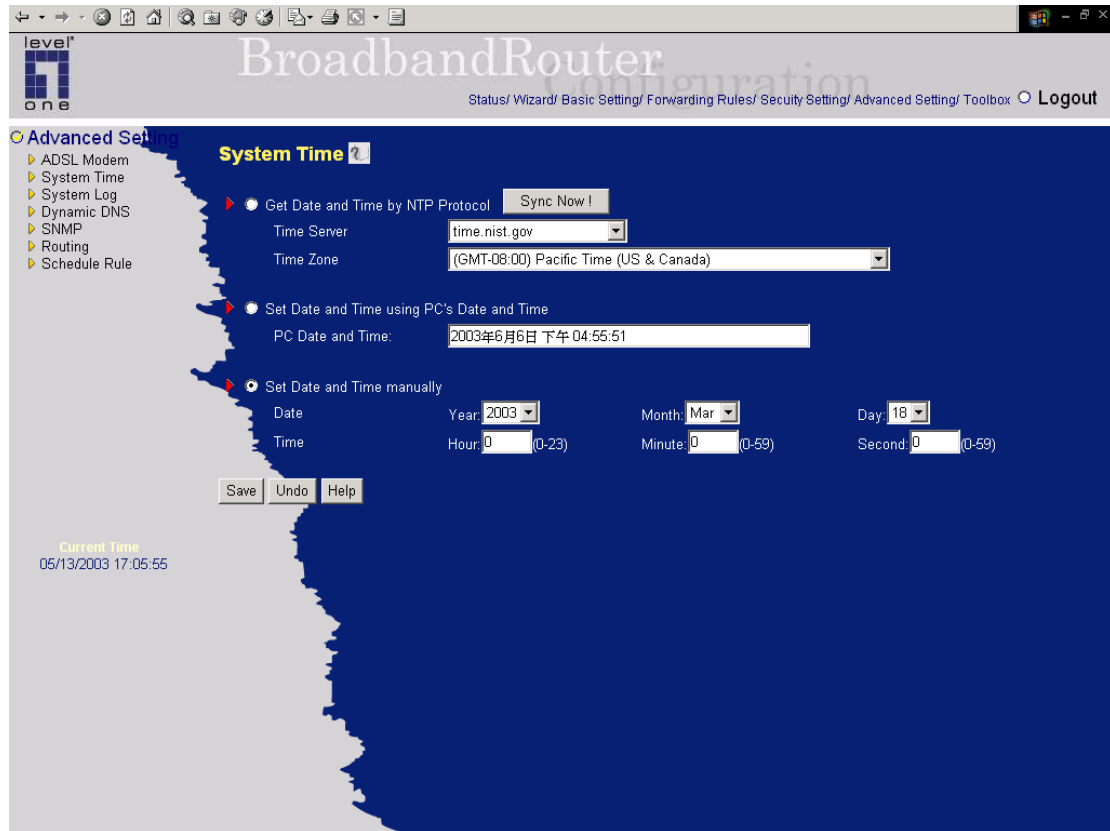 level
one
BroadbandRouter
Configuration
Status/ Wizard/ Basic Setting/ Forwarding Rules/ Secuity Setting/ Advanced Setting/ Toolbox Logout
Advanced Setting
ADSL Modem
System Time
System Log
Dynamic DNS
SNMP
Routing
Schedule Rule
Current Time
05/13/2003 17:05:55
System Time
Get Date and Time by NTP Protocol Sync Now !
Time Server time.nist.gov
Time Zone (GMT-08:00) Pacific Time (US & Canada)
Set Date and Time using PC's Date and Time
PC Date and Time: 2003年6月6日 下午 04:55:51
Set Date and Time manually
Date Year: 2003 Month: Mar Day: 18
Time Hour: 0 (0-23) Minute: 0 (0-59) Second: 0 (0-59)
Save Undo Help